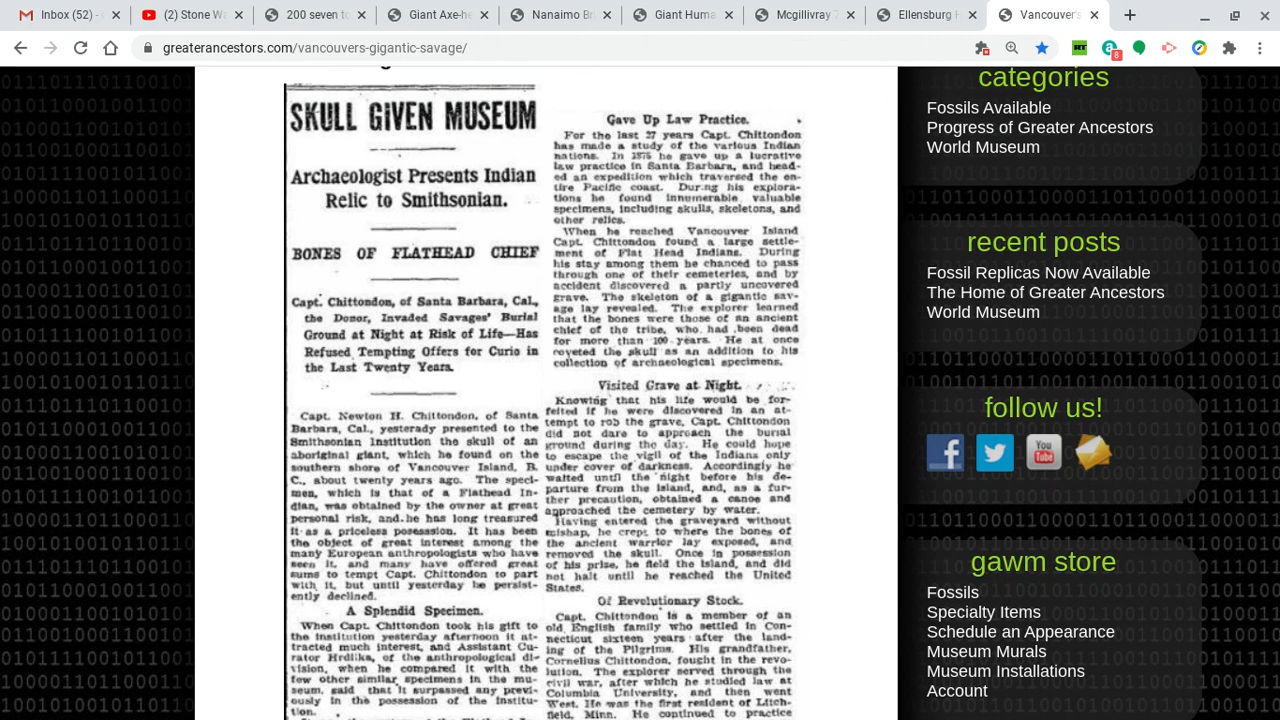 Inbox (52) -
(2) Stone Wa
200 seven to
Giant Axe-he
Nanaimo Br
Giant Huma
Mcgillivray 7
Ellensburg H
Vancouver's
greaterancestors.com/vancouvers-gigantic-savage/
8
SKULL GIVEN MUSEUM
Archaeologist Presents Indian
Relic to Smithsonian.
BONES OF FLATHEAD CHIEF
Capt. Chittondon, of Santa Barbara, Cal.,
the Donor, Invaded Savages' Burial
Ground at Night at Risk of Life—Has
Refused Tempting Offers for Curio in
the Last Twenty Years.
Capt. Newton H. Chittondon, of Santa
Barbara, Cal., yesterady presented to the
Smithsonian Institution the skull of an
aboriginal giant, which he found on the
southern shore of Vancouver Island, B.
C., about twenty years ago. The speci-
men, which is that of a Flathead In-
dian, was obtained by the owner at great
personal risk, and he has long treasured
it as a priceless possession. It has been
the object of great interest among the
many European anthropologists who have
seen it, and many have offered great
sums to tempt Capt. Chittondon to part
with it, but until yesterday he persist-
ently declined.
A Splendid Specimen.
When Capt. Chittondon took his gift to
the institution yesterday afternoon it at-
tracted much interest, and Assistant Cu-
rator Hrdlika, of the anthropological di-
vision, when he compared it with the
few other similar specimens in the mu-
seum, said that it surpassed any previ-
ously in the possession of the institu-
tion.
Gave Up Law Practice.
For the last 27 years Capt. Chittondon
has made a study of the various Indian
nations. In 1875 he gave up a lucrative
law practice in Santa Barbara, and head-
ed an expedition which traversed the en-
tire Pacific coast. During his explora-
tions he found innumerable valuable
specimens, including skulls, skeletons, and
other relics.
When he reached Vancouver Island
Capt. Chittondon found a large settle-
ment of Flat Head Indians. During
his stay among them he chanced to pass
through one of their cemeteries, and by
accident discovered a partly uncovered
grave. The skeleton of a gigantic sav-
age lay revealed. The explorer learned
that the bones were those of an ancient
chief of the tribe, who had been dead
for more than 100 years. He at once
coveted the skull as an addition to his
collection of archaeological specimens.
Visited Grave at Night.
Knowing that his life would be for-
feited if he were discovered in an at-
tempt to rob the grave, Capt. Chittondon
did not dare to approach the burial
ground during the day. He could hope
to escape the vigil of the Indians only
under cover of darkness. Accordingly he
waited until the night before his de-
parture from the island, and, as a fur-
ther precaution, obtained a canoe and
approached the cemetery by water.
Having entered the graveyard without
mishap, he crept to where the bones of
the ancient warrior lay exposed, and
removed the skull. Once in possession
of his prize, he fled the island, and did
not halt until he reached the United
States.
Of Revolutionary Stock.
Capt. Chittondon is a member of an
old English family who settled in Con-
necticut sixteen years after the land-
ing of the Pilgrims. His grandfather,
Cornelius Chittondon, fought in the revo-
lution. The explorer served through the
civil war, after which he studied law at
Columbia University, and then went
West. He was the first resident of Litch-
field, Minn. He continued to practice
categories
Fossils Available
Progress of Greater Ancestors
World Museum
recent posts
Fossil Replicas Now Available
The Home of Greater Ancestors
World Museum
follow us!
You
Tube
gawm store
Fossils
Specialty Items
Schedule an Appearance
Museum Murals
Museum Installations
Account